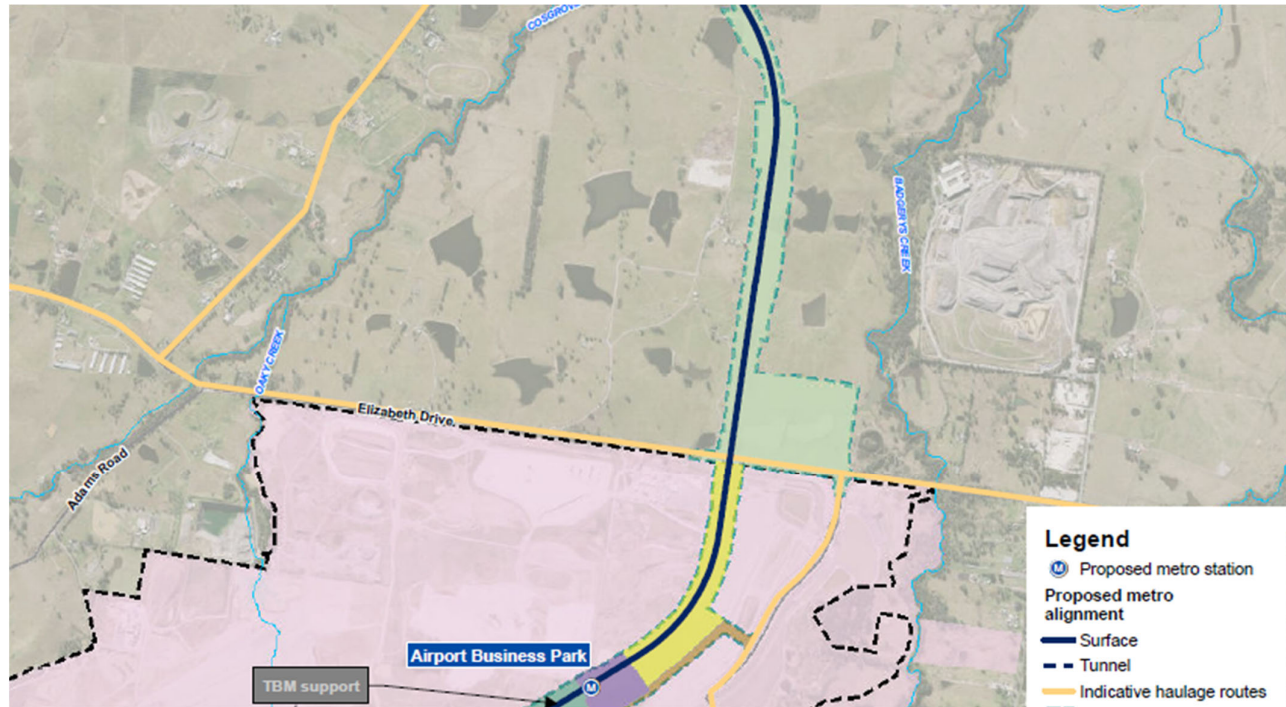 COSGROVE
BADGERYS CREEK
OAKY CREEK
Elizabeth Drive
Adams Road
Airport Business Park
M
TBM support
Legend
M Proposed metro station
Proposed metro
alignment
Surface
Tunnel
Indicative haulage routes